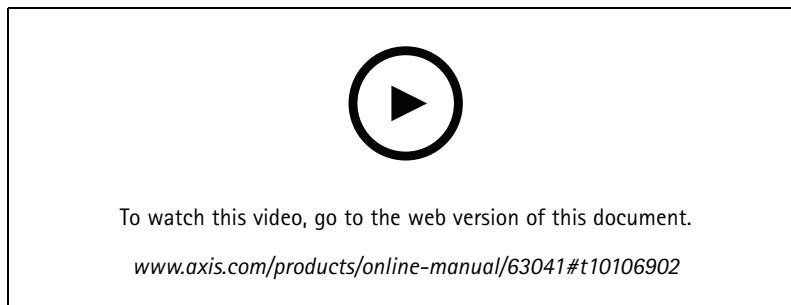 To watch this video, go to the web version of this document.
www.axis.com/products/online-manual/63041#t10106902